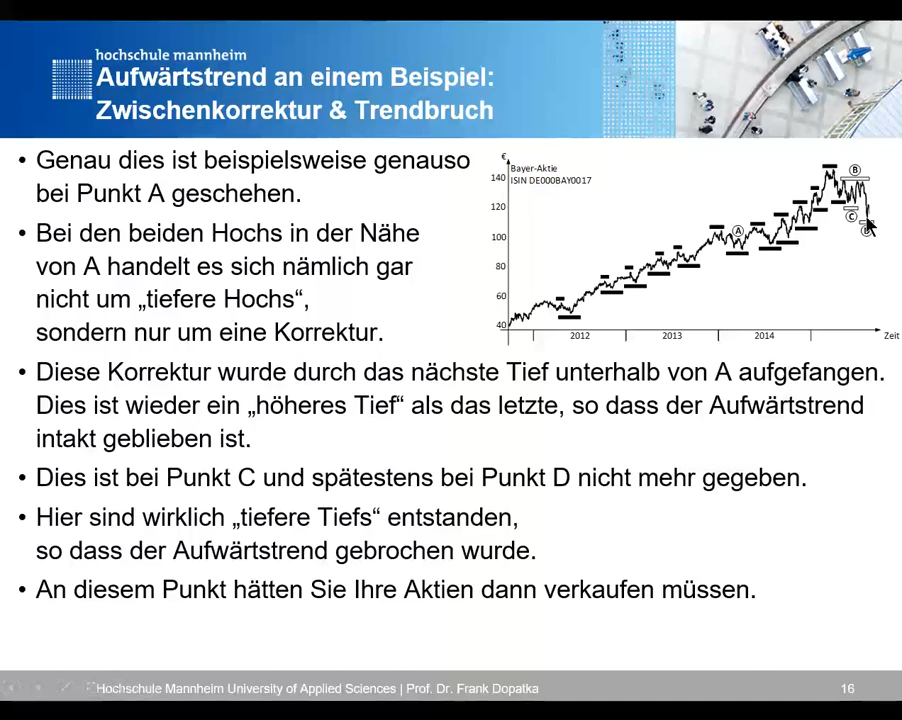 hochschule mannheim
Aufwärtstrend an einem Beispiel:
Zwischenkorrektur & Trendbruch
• Genau dies ist beispielsweise genauso
bei Punkt A geschehen.
• Bei den beiden Hochs in der Nähe
von A handelt es sich nämlich gar
nicht um „tiefere Hochs“,
sondern nur um eine Korrektur.
€
Bayer-Aktie
ISIN DE000BAY0017
140
120
100
80
60
40
A
B
C
2012
2013
2014
Zeit
• Diese Korrektur wurde durch das nächste Tief unterhalb von A aufgefangen.
Dies ist wieder ein „höheres Tief“ als das letzte, so dass der Aufwärtstrend
intakt geblieben ist.
• Dies ist bei Punkt C und spätestens bei Punkt D nicht mehr gegeben.
• Hier sind wirklich „tiefere Tiefs“ entstanden,
so dass der Aufwärtstrend gebrochen wurde.
• An diesem Punkt hätten Sie Ihre Aktien dann verkaufen müssen.
Hochschule Mannheim University of Applied Sciences | Prof. Dr. Frank Dopatka
16